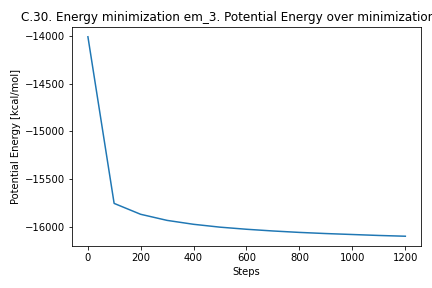 C.30. Energy minimization em_3. Potential Energy over minimization
−14000
−14500
−15000
−15500
−16000
Potential Energy [kcal/mol]
0 200 400 600 800 1000 1200
Steps